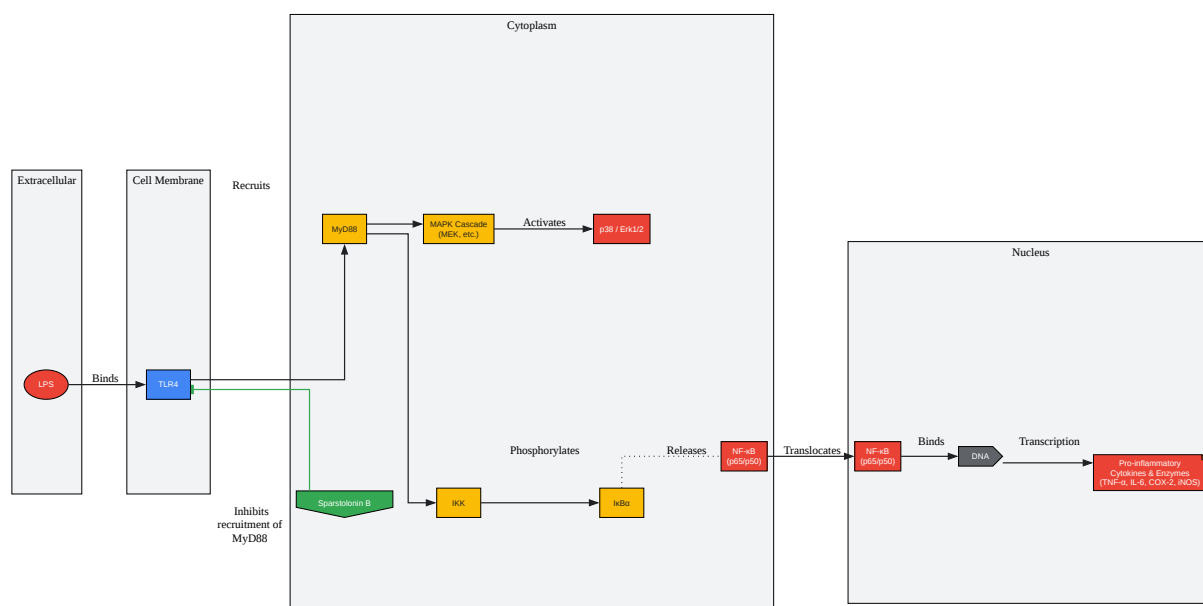 Cytoplasm
Extracellular
Cell Membrane
Recruits
MyD88
MAPK Cascade
(MEK, etc.)
Activates
p38 / Erk1/2
Nucleus
LPS
Binds
TLR4
Phosphorylates
Releases
NF-κB
(p65/p50)
Translocates
NF-κB
(p65/p50)
Binds
DNA
Transcription
Pro-inflammatory
Cytokines & Enzymes
(TNF-α, IL-6, COX-2, iNOS)
Sparstolonin B
IKK
IκBα
Inhibits
recruitment of
MyD88